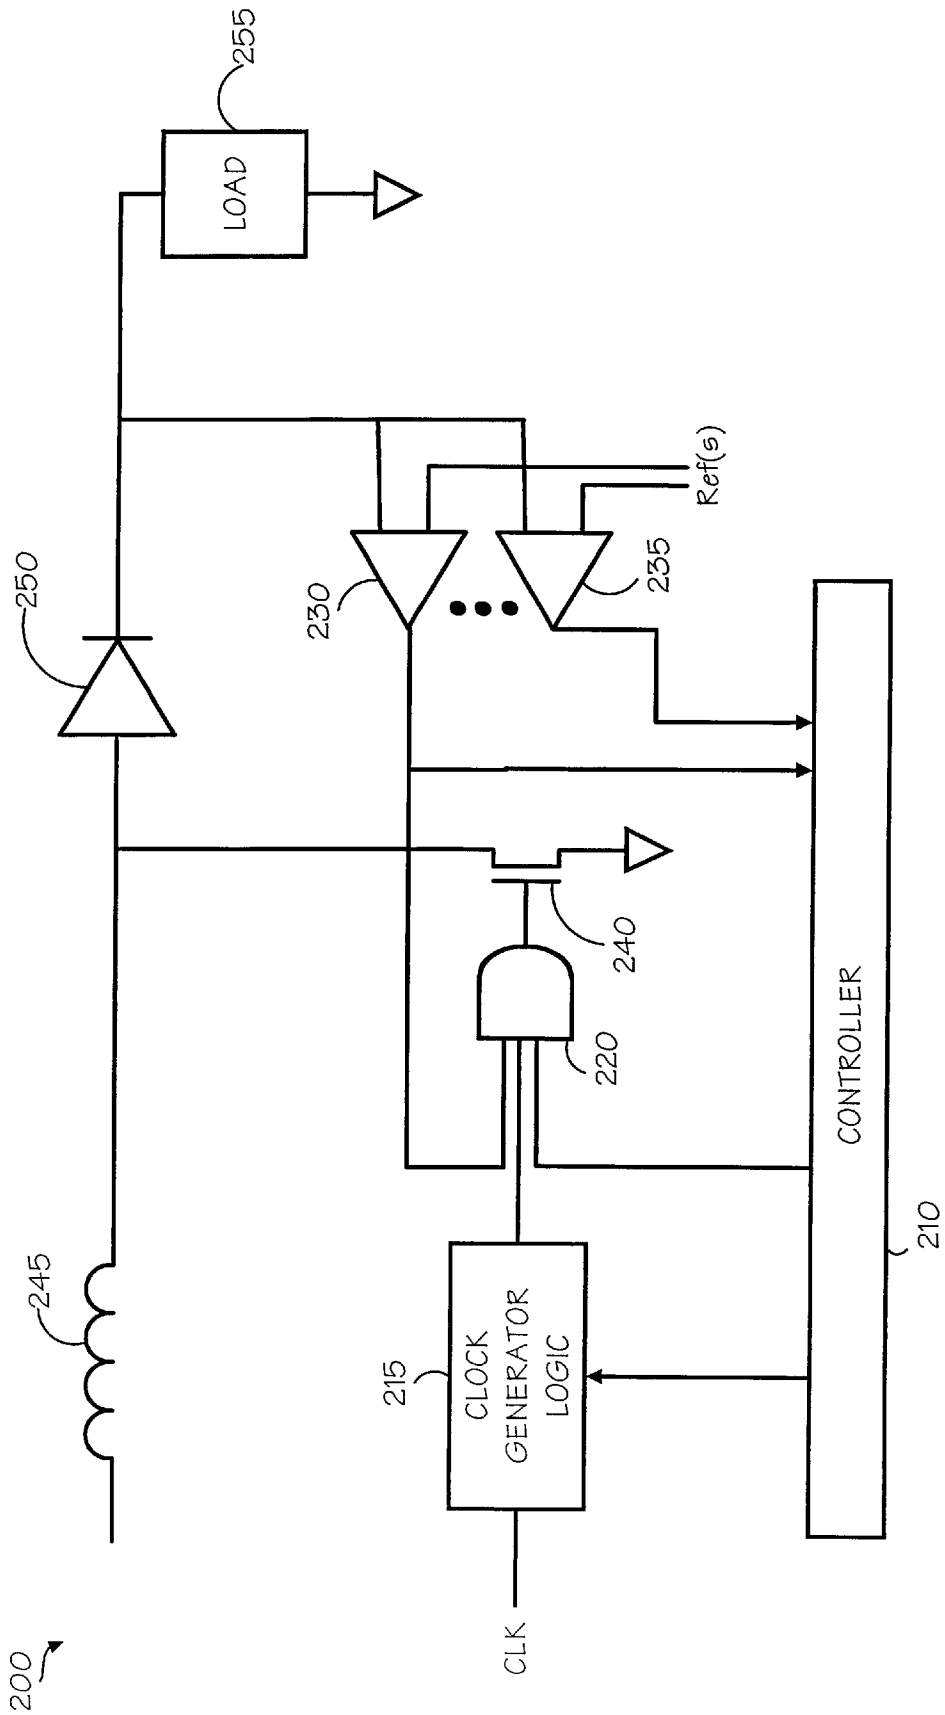 200
245
250
255
LOAD
230
235
Ref(s)
240
220
215
CLOCK
GENERATOR
LOGIC
CLK
CONTROLLER
210